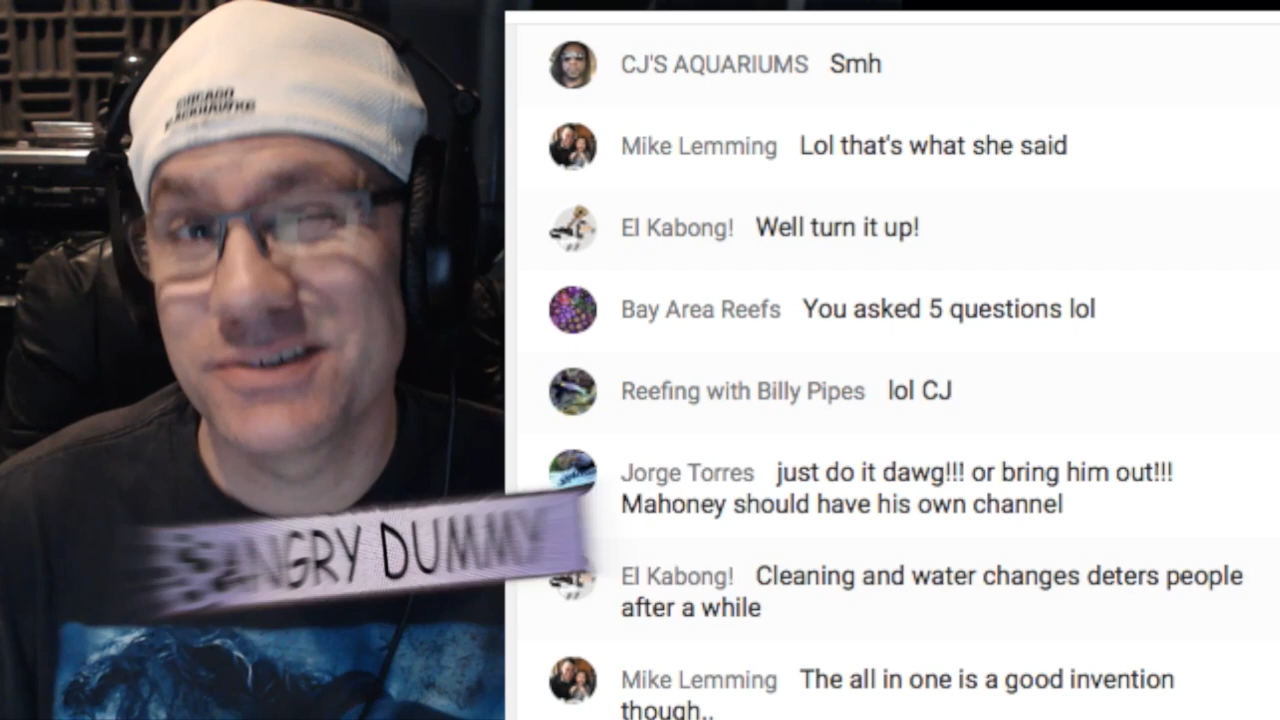 CHICAGO
BLACKHAWKS
CJ'S AQUARIUMS Smh
Mike Lemming Lol that's what she said
El Kabong! Well turn it up!
Bay Area Reefs You asked 5 questions lol
Reefing with Billy Pipes lol CJ
Jorge Torres just do it dawg!!! or bring him out!!!
Mahoney should have his own channel
ANGRY DUMMY
El Kabong! Cleaning and water changes deters people
after a while
Mike Lemming The all in one is a good invention
though..